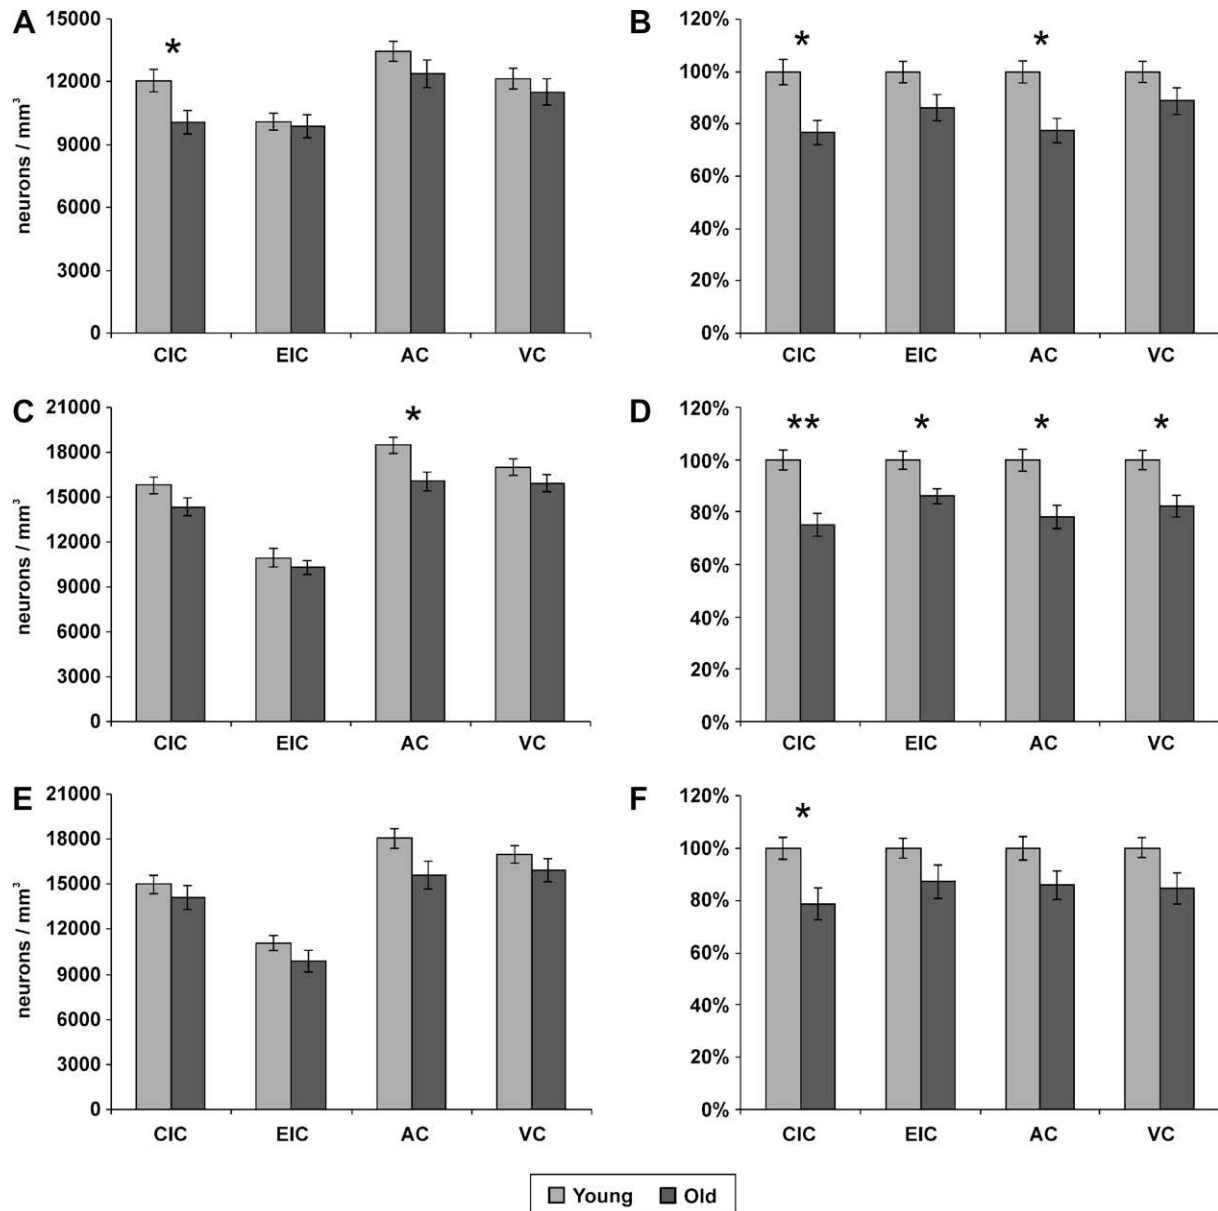 A
neurons / mm³
15000
12000
9000
6000
3000
0
*
CIC EIC AC VC
B
120%
100%
80%
60%
40%
20%
0%
* *
CIC EIC AC VC
C
neurons / mm³
21000
18000
15000
12000
9000
6000
3000
0
*
CIC EIC AC VC
D
120%
100%
80%
60%
40%
20%
0%
** * * *
CIC EIC AC VC
E
neurons / mm³
21000
18000
15000
12000
9000
6000
3000
0
CIC EIC AC VC
F
120%
100%
80%
60%
40%
20%
0%
*
CIC EIC AC VC
Young Old